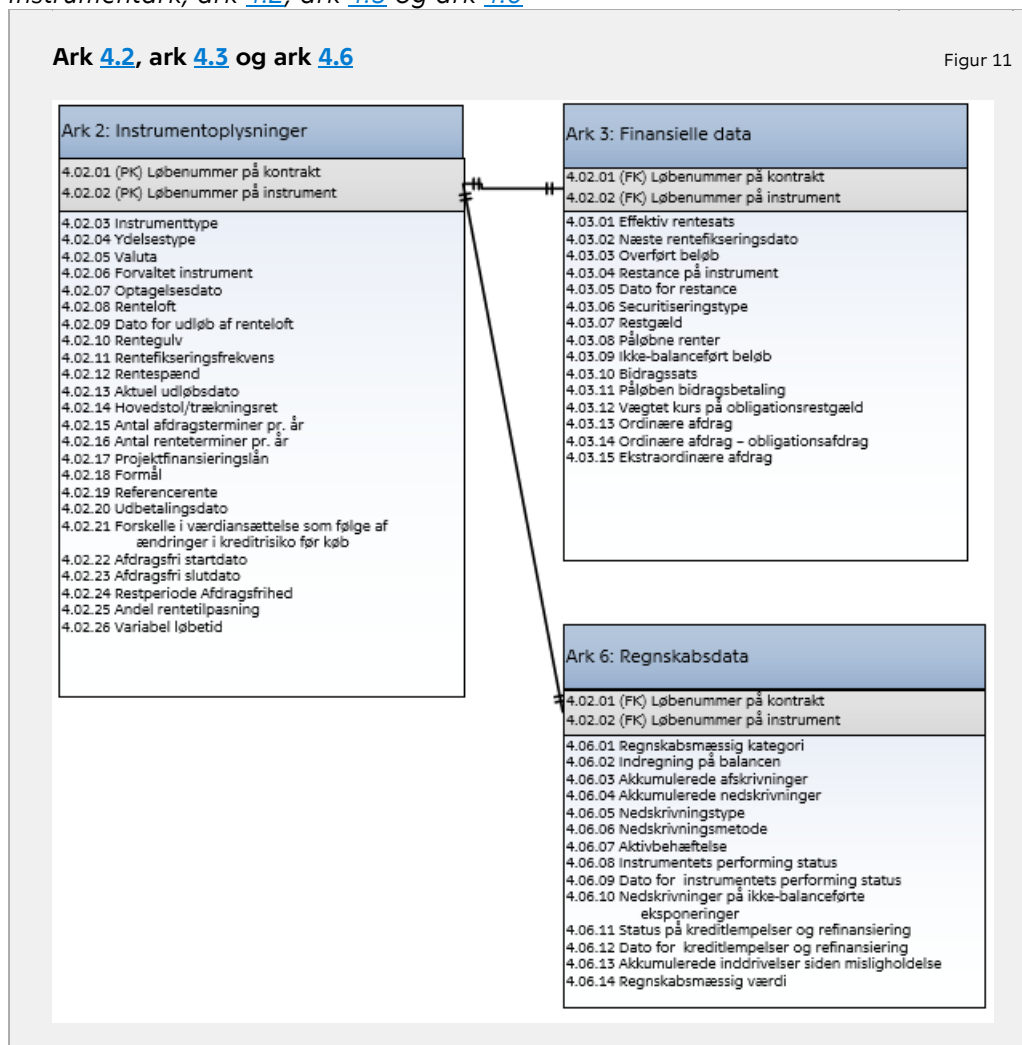 instrumentark, ark 4.2, ark 4.3 og ark 4.6
Ark 4.2, ark 4.3 og ark 4.6
Figur 11
Ark 2: Instrumentoplysninger
4.02.01 (PK) Løbenummer på kontrakt
4.02.02 (PK) Løbenummer på instrument
4.02.03 Instrumenttype
4.02.04 Ydelsestype
4.02.05 Valuta
4.02.06 Forvaltet instrument
4.02.07 Optagelsesdato
4.02.08 Renteloft
4.02.09 Dato for udløb af renteloft
4.02.10 Rentegulv
4.02.11 Rentefikseringsfrekvens
4.02.12 Rentespænd
4.02.13 Aktuel udløbsdato
4.02.14 Hovedstol/trækningsret
4.02.15 Antal afdragsterminer pr. år
4.02.16 Antal renteterminer pr. år
4.02.17 Projektfinansieringslån
4.02.18 Formål
4.02.19 Referencerente
4.02.20 Udbetalingsdato
4.02.21 Forskelle i værdiansættelse som følge af
ændringer i kreditrisiko før køb
4.02.22 Afdragsfri startdato
4.02.23 Afdragsfri slutdato
4.02.24 Restperiode Afdragsfrihed
4.02.25 Andel rentetilpasning
4.02.26 Variabel løbetid
Ark 3: Finansielle data
4.02.01 (FK) Løbenummer på kontrakt
4.02.02 (FK) Løbenummer på instrument
4.03.01 Effektiv rentesats
4.03.02 Næste rentefikseringsdato
4.03.03 Overført beløb
4.03.04 Restance på instrument
4.03.05 Dato for restance
4.03.06 Securitiseringstype
4.03.07 Restgæld
4.03.08 Påløbne renter
4.03.09 Ikke-balanceført beløb
4.03.10 Bidragssats
4.03.11 Påløben bidragsbetaling
4.03.12 Vægtet kurs på obligationsrestgæld
4.03.13 Ordinære afdrag
4.03.14 Ordinære afdrag – obligationsafdrag
4.03.15 Ekstraordinære afdrag
Ark 6: Regnskabsdata
4.02.01 (FK) Løbenummer på kontrakt
4.02.02 (FK) Løbenummer på instrument
4.06.01 Regnskabsmæssig kategori
4.06.02 Indregning på balancen
4.06.03 Akkumulerede afskrivninger
4.06.04 Akkumulerede nedskrivninger
4.06.05 Nedskrivningstype
4.06.06 Nedskrivningsmetode
4.06.07 Aktivbehæftelse
4.06.08 Instrumentets performing status
4.06.09 Dato for instrumentets performing status
4.06.10 Nedskrivninger på ikke-balanceførte
eksponeringer
4.06.11 Status på kreditlempelser og refinansiering
4.06.12 Dato for kreditlempelser og refinansiering
4.06.13 Akkumulerede inddrivelser siden misligholdelse
4.06.14 Regnskabsmæssig værdi